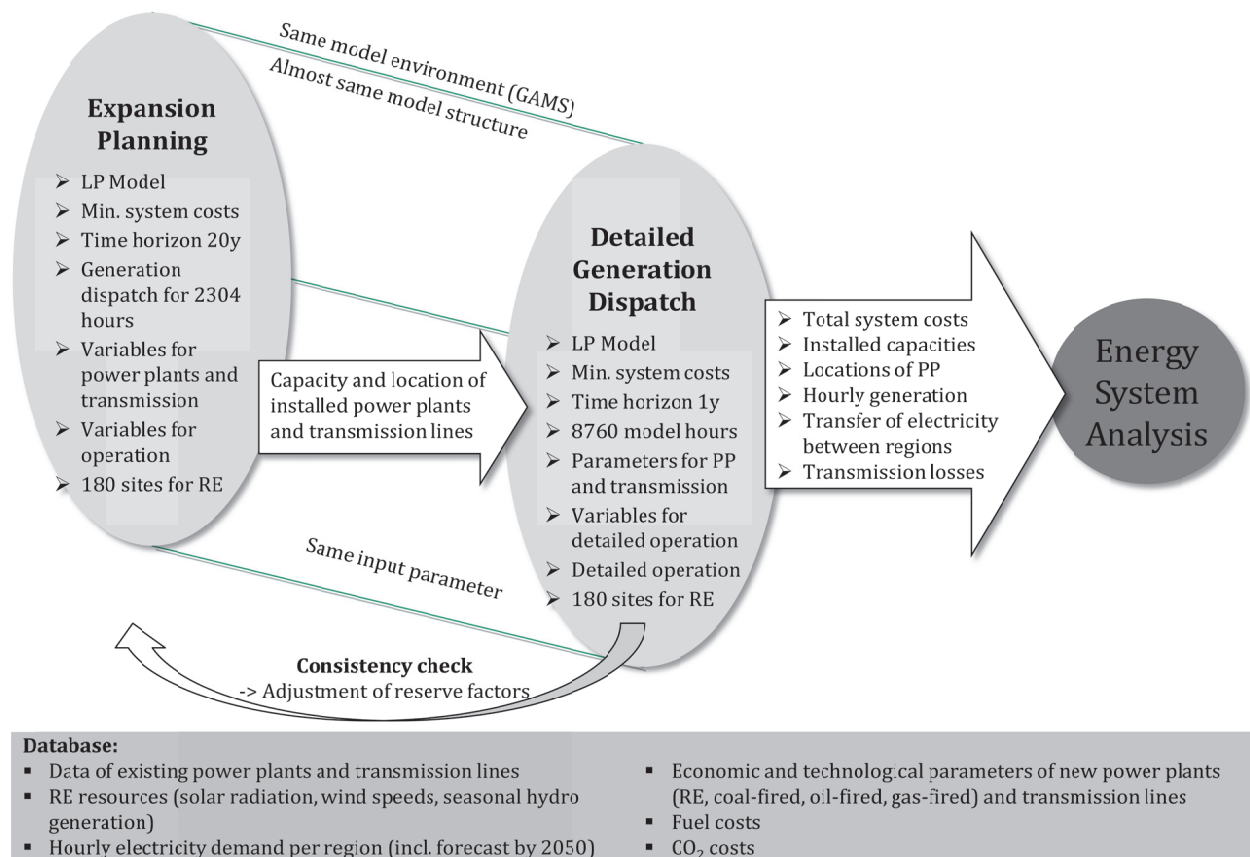 Same model environment (GAMS)
Almost same model structure
Expansion
Planning
➢ LP Model
➢ Min. system costs
➢ Time horizon 20y
➢ Generation
dispatch for 2304
hours
➢ Variables for
power plants and
transmission
➢ Variables for
operation
➢ 180 sites for RE
Capacity and location of
installed power plants
and transmission lines
Detailed
Generation
Dispatch
➢ LP Model
➢ Min. system costs
➢ Time horizon 1y
➢ 8760 model hours
➢ Parameters for PP
and transmission
➢ Variables for
detailed operation
➢ Detailed operation
➢ 180 sites for RE
➢ Total system costs
➢ Installed capacities
➢ Locations of PP
➢ Hourly generation
➢ Transfer of electricity
between regions
➢ Transmission losses
Energy
System
Analysis
Same input parameter
Consistency check
-> Adjustment of reserve factors
Database:
▪ Data of existing power plants and transmission lines
▪ RE resources (solar radiation, wind speeds, seasonal hydro
generation)
▪ Hourly electricity demand per region (incl. forecast by 2050)
▪ Economic and technological parameters of new power plants
(RE, coal-fired, oil-fired, gas-fired) and transmission lines
▪ Fuel costs
▪ CO₂ costs